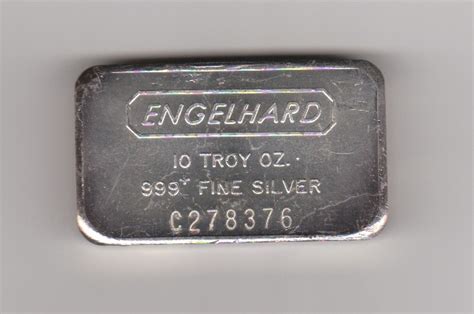 ENGELHARD
10 TROY OZ.
999+ FINE SILVER
C278376